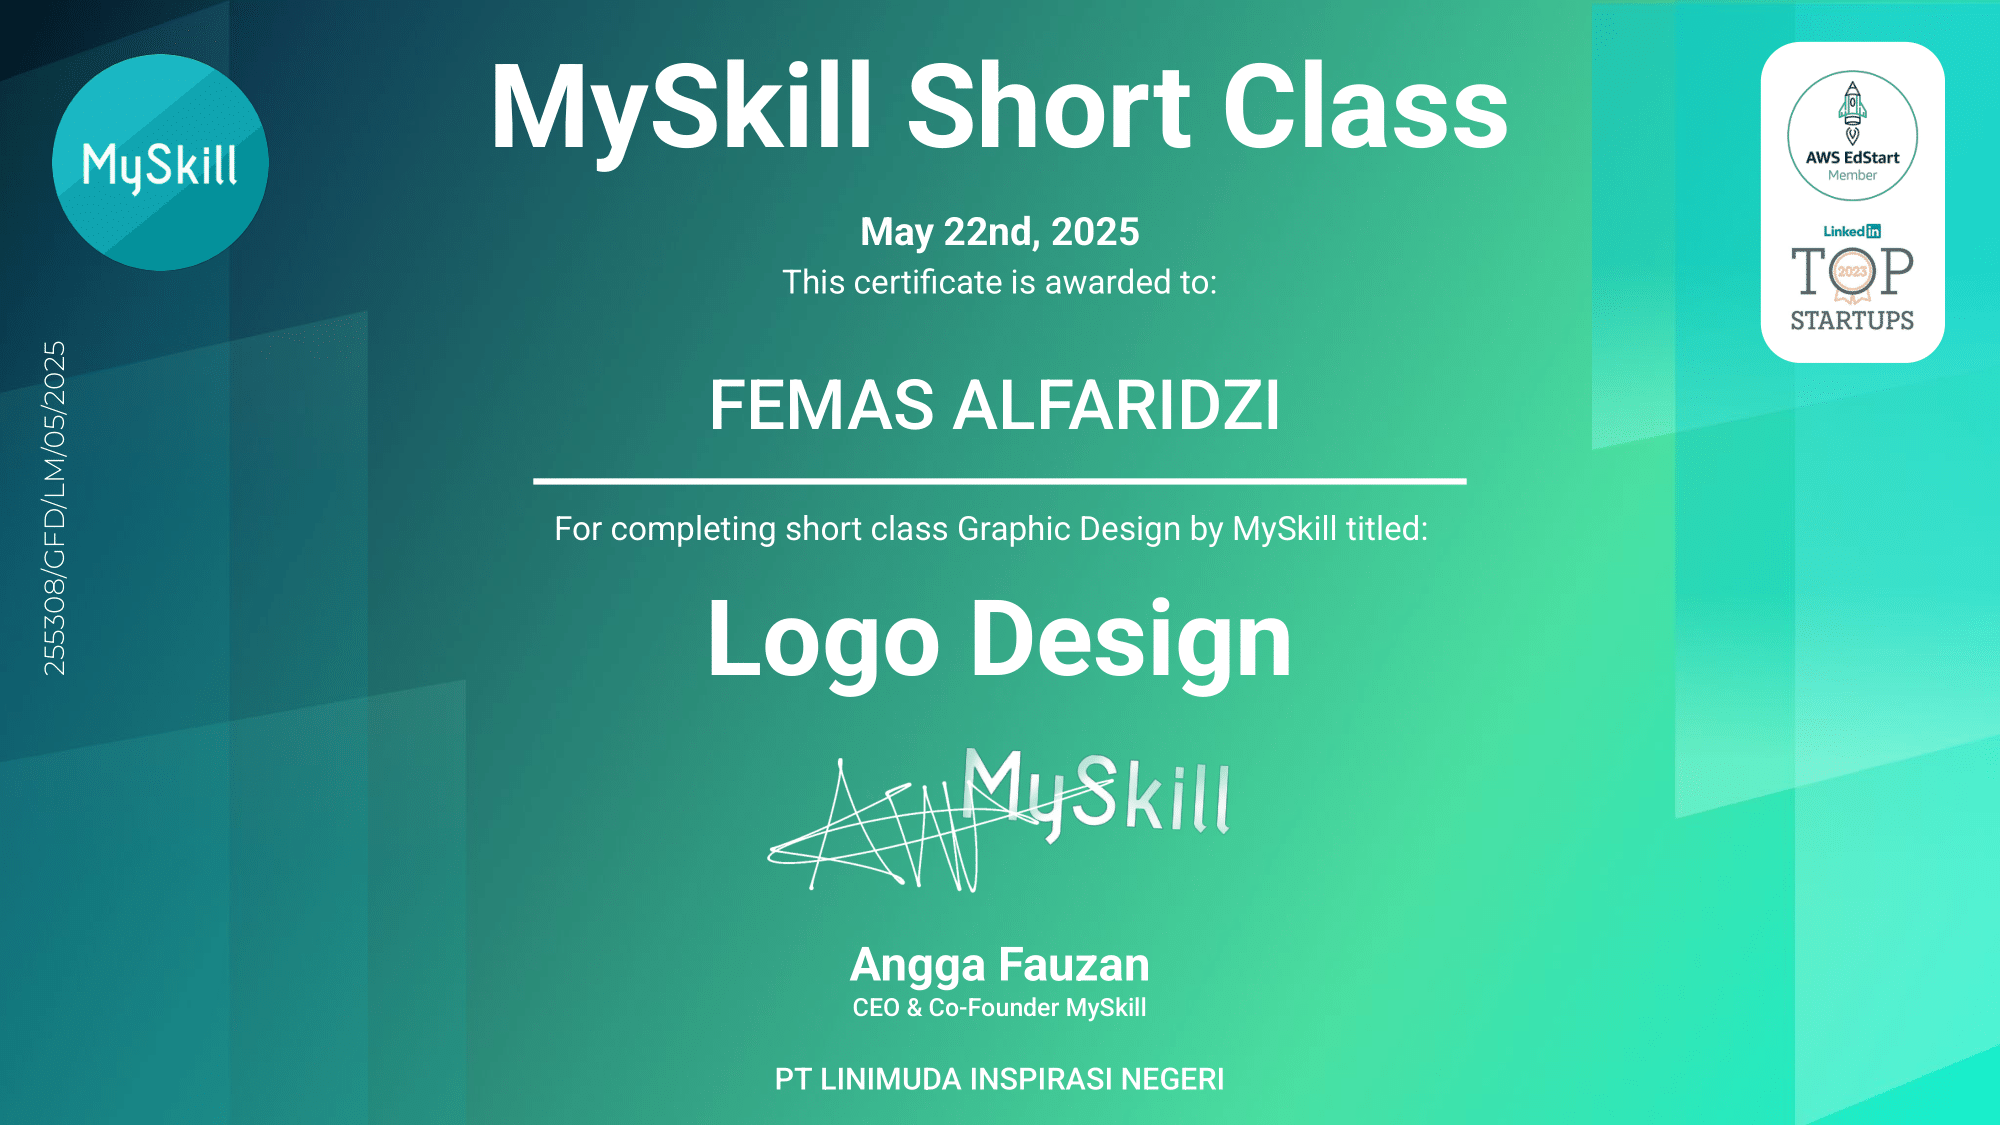 MySkill Short Class
MySkill
AWS EdStart
Member
LinkedIn
TOP
2023
STARTUPS
May 22nd, 2025
This certificate is awarded to:
FEMAS ALFARIDZI
255308/GFD/LM/05/2025
For completing short class Graphic Design by MySkill titled:
Logo Design
MySkill
Angga Fauzan
CEO & Co-Founder MySkill
PT LINIMUDA INSPIRASI NEGERI